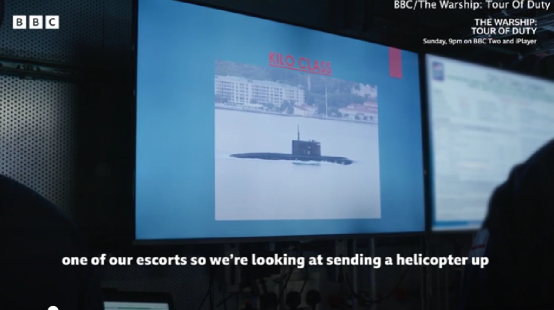 BBC/The Warship: Tour Of Duty
BBC
THE WARSHIP:
TOUR OF DUTY
Sunday, 9pm on BBC Two and iPlayer
KILO CLASS
one of our escorts so we're looking at sending a helicopter up